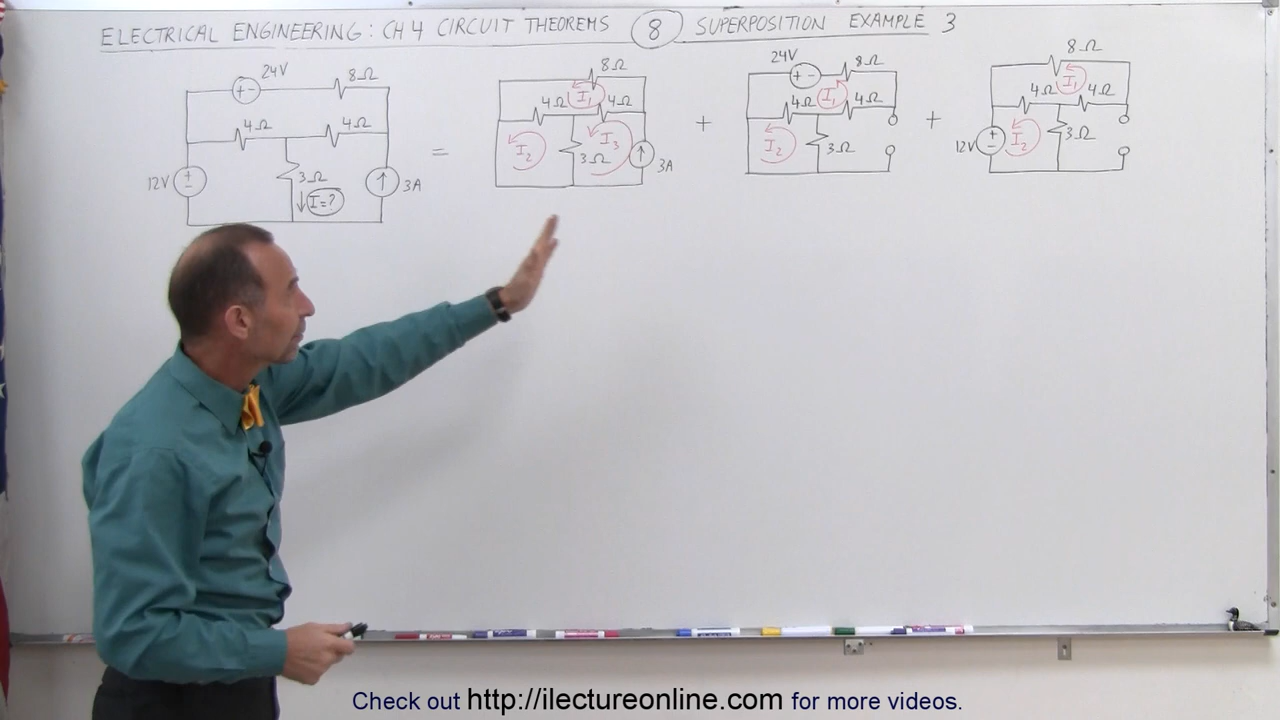 ELECTRICAL ENGINEERING: CH 4 CIRCUIT THEOREMS 8 SUPERPOSITION EXAMPLE 3
24V 8Ω
4Ω 4Ω
12V 3Ω 3A
I=?
=
8Ω
4Ω I₁ 4Ω
I₂ 3Ω I₃ 3A
+
24V 8Ω
4Ω I₁ 4Ω
I₂ 3Ω
+
8Ω
I₁
4Ω 4Ω
12V I₂ 3Ω
Check out http://ilectureonline.com for more videos.